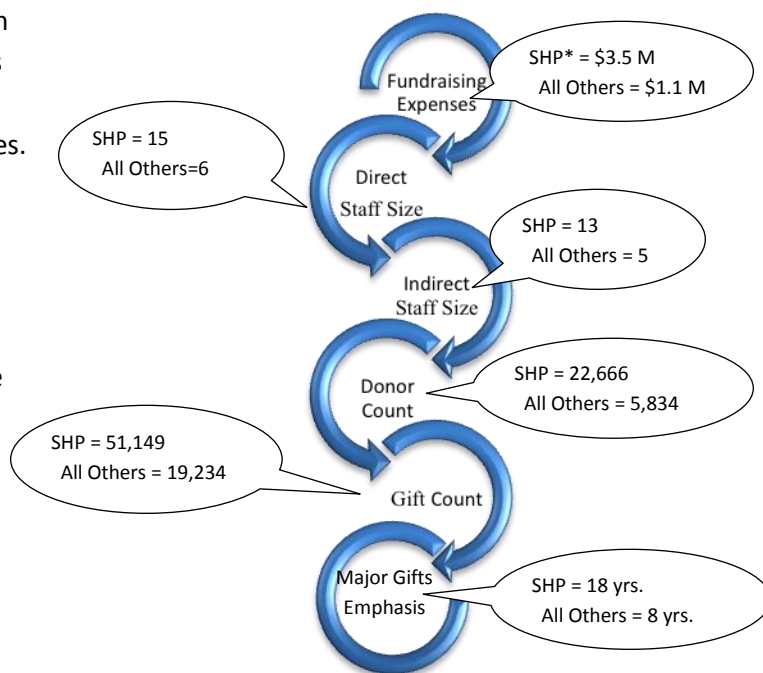 n
s
es.
e
Fundraising
Expenses
SHP* = $3.5 M
All Others = $1.1 M
SHP = 15
All Others=6
Direct
Staff Size
SHP = 13
All Others = 5
Indirect
Staff Size
Donor
Count
SHP = 22,666
All Others = 5,834
SHP = 51,149
All Others = 19,234
Gift Count
Major Gifts
Emphasis
SHP = 18 yrs.
All Others = 8 yrs.